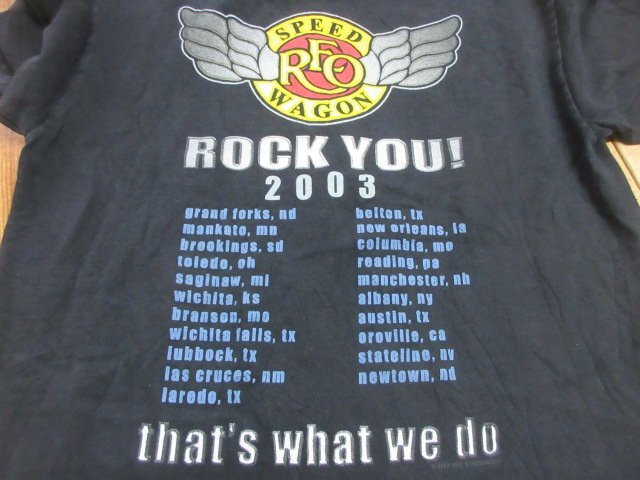 SPEED
REO
WAGON
ROCK YOU!
2003
grand forks, nd
mankato, mn
brookings, sd
toledo, oh
saginaw, mi
wichita, ks
branson, mo
wichita falls, tx
lubbock, tx
las cruces, nm
laredo, tx
belton, tx
new orleans, la
columbia, mo
reading, pa
manchester, nh
albany, ny
austin, tx
oroville, ca
stateline, nv
newtown, nd
that's what we do